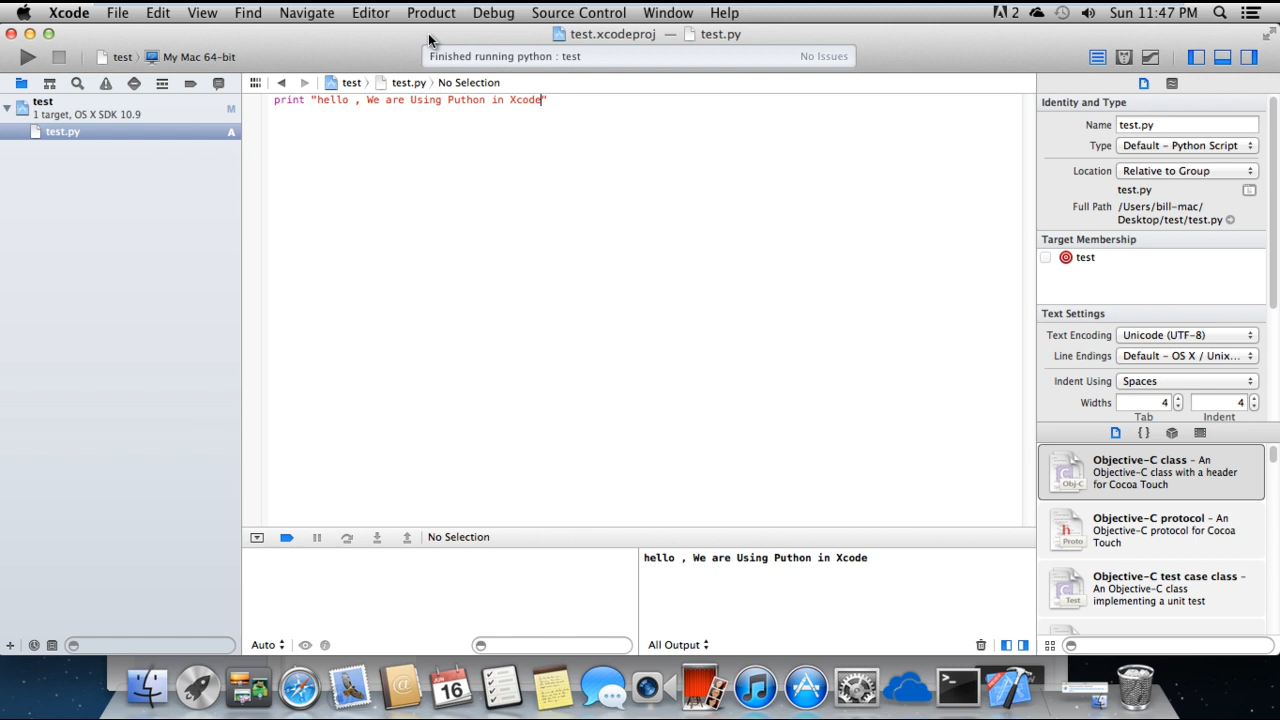 Xcode File Edit View Find Navigate Editor Product Debug Source Control Window Help 2 Sun 11:47 PM
test.xcodeproj — test.py
test My Mac 64-bit
Finished running python : test No Issues
test test.py No Selection
test
1 target, OS X SDK 10.9 M
test.py A
print "hello , We are Using Puthon in Xcode"
Identity and Type
Name test.py
Type Default - Python Script
Location Relative to Group
test.py
Full Path /Users/bill-mac/
Desktop/test/test.py
Target Membership
test
Text Settings
Text Encoding Unicode (UTF-8)
Line Endings Default - OS X / Unix...
Indent Using Spaces
Widths 4 4
Tab Indent
{ }
Obj-C
Objective-C class - An
Objective-C class with a header
for Cocoa Touch
Proto
Objective-C protocol - An
Objective-C protocol for Cocoa
Touch
Test
Objective-C test case class -
An Objective-C class
implementing a unit test
No Selection
hello , We are Using Puthon in Xcode
Auto
All Output
16